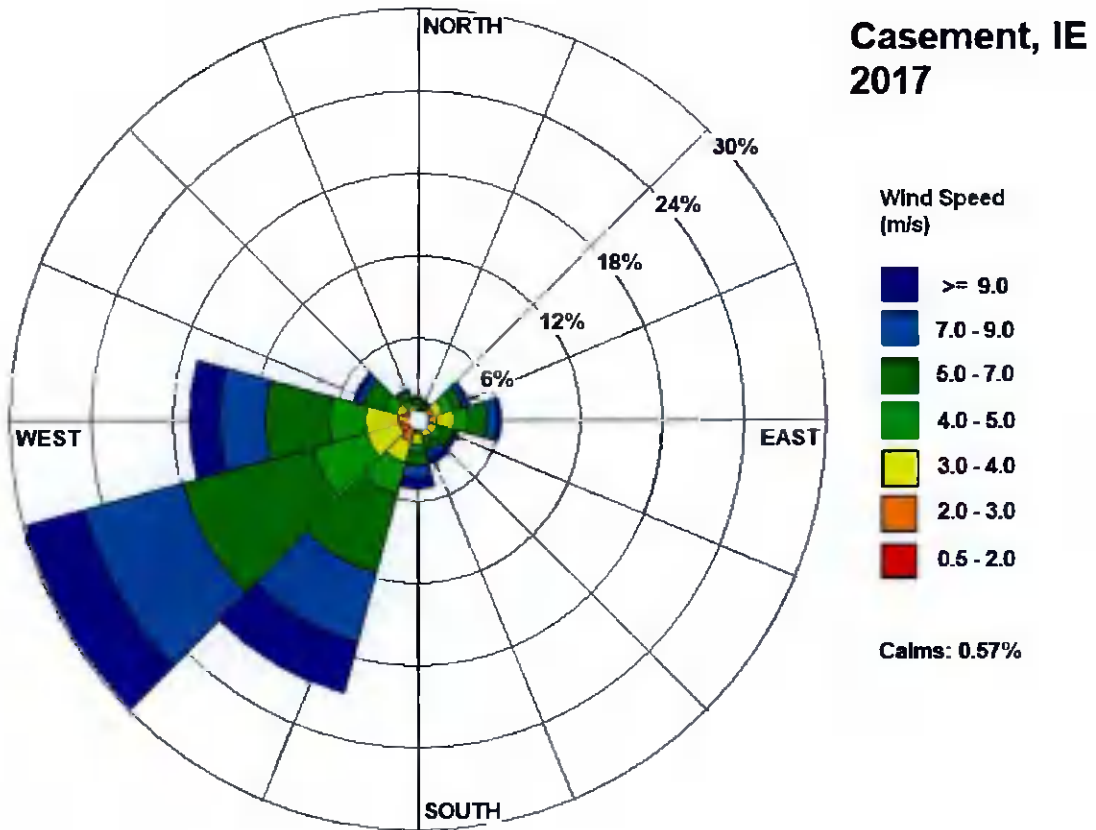 NORTH
Casement, IE
2017
30%
24%
18%
12%
6%
WEST
EAST
SOUTH
Wind Speed
(m/s)
>= 9.0
7.0 - 9.0
5.0 - 7.0
4.0 - 5.0
3.0 - 4.0
2.0 - 3.0
0.5 - 2.0
Calms: 0.57%